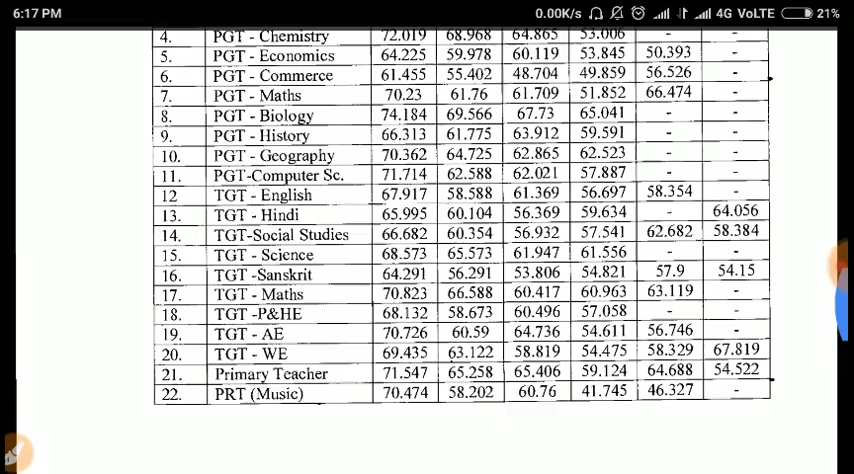 6:17 PM 0.00K/s 4G VoLTE 21%
4. PGT - Chemistry 72.019 68.968 64.865 53.006 - -
5. PGT - Economics 64.225 59.978 60.119 53.845 50.393 -
6. PGT - Commerce 61.455 55.402 48.704 49.859 56.526 -
7. PGT - Maths 70.23 61.76 61.709 51.852 66.474 -
8. PGT - Biology 74.184 69.566 67.73 65.041 - -
9. PGT - History 66.313 61.775 63.912 59.591 - -
10. PGT - Geography 70.362 64.725 62.865 62.523 - -
11. PGT-Computer Sc. 71.714 62.588 62.021 57.887 - -
12 TGT - English 67.917 58.588 61.369 56.697 58.354 -
13. TGT - Hindi 65.995 60.104 56.369 59.634 - 64.056
14. TGT-Social Studies 66.682 60.354 56.932 57.541 62.682 58.384
15. TGT - Science 68.573 65.573 61.947 61.556 - -
16. TGT -Sanskrit 64.291 56.291 53.806 54.821 57.9 54.15
17. TGT - Maths 70.823 66.588 60.417 60.963 63.119 -
18. TGT -P&HE 68.132 58.673 60.496 57.058 - -
19. TGT - AE 70.726 60.59 64.736 54.611 56.746 -
20. TGT - WE 69.435 63.122 58.819 54.475 58.329 67.819
21. Primary Teacher 71.547 65.258 65.406 59.124 64.688 54.522
22. PRT (Music) 70.474 58.202 60.76 41.745 46.327 -